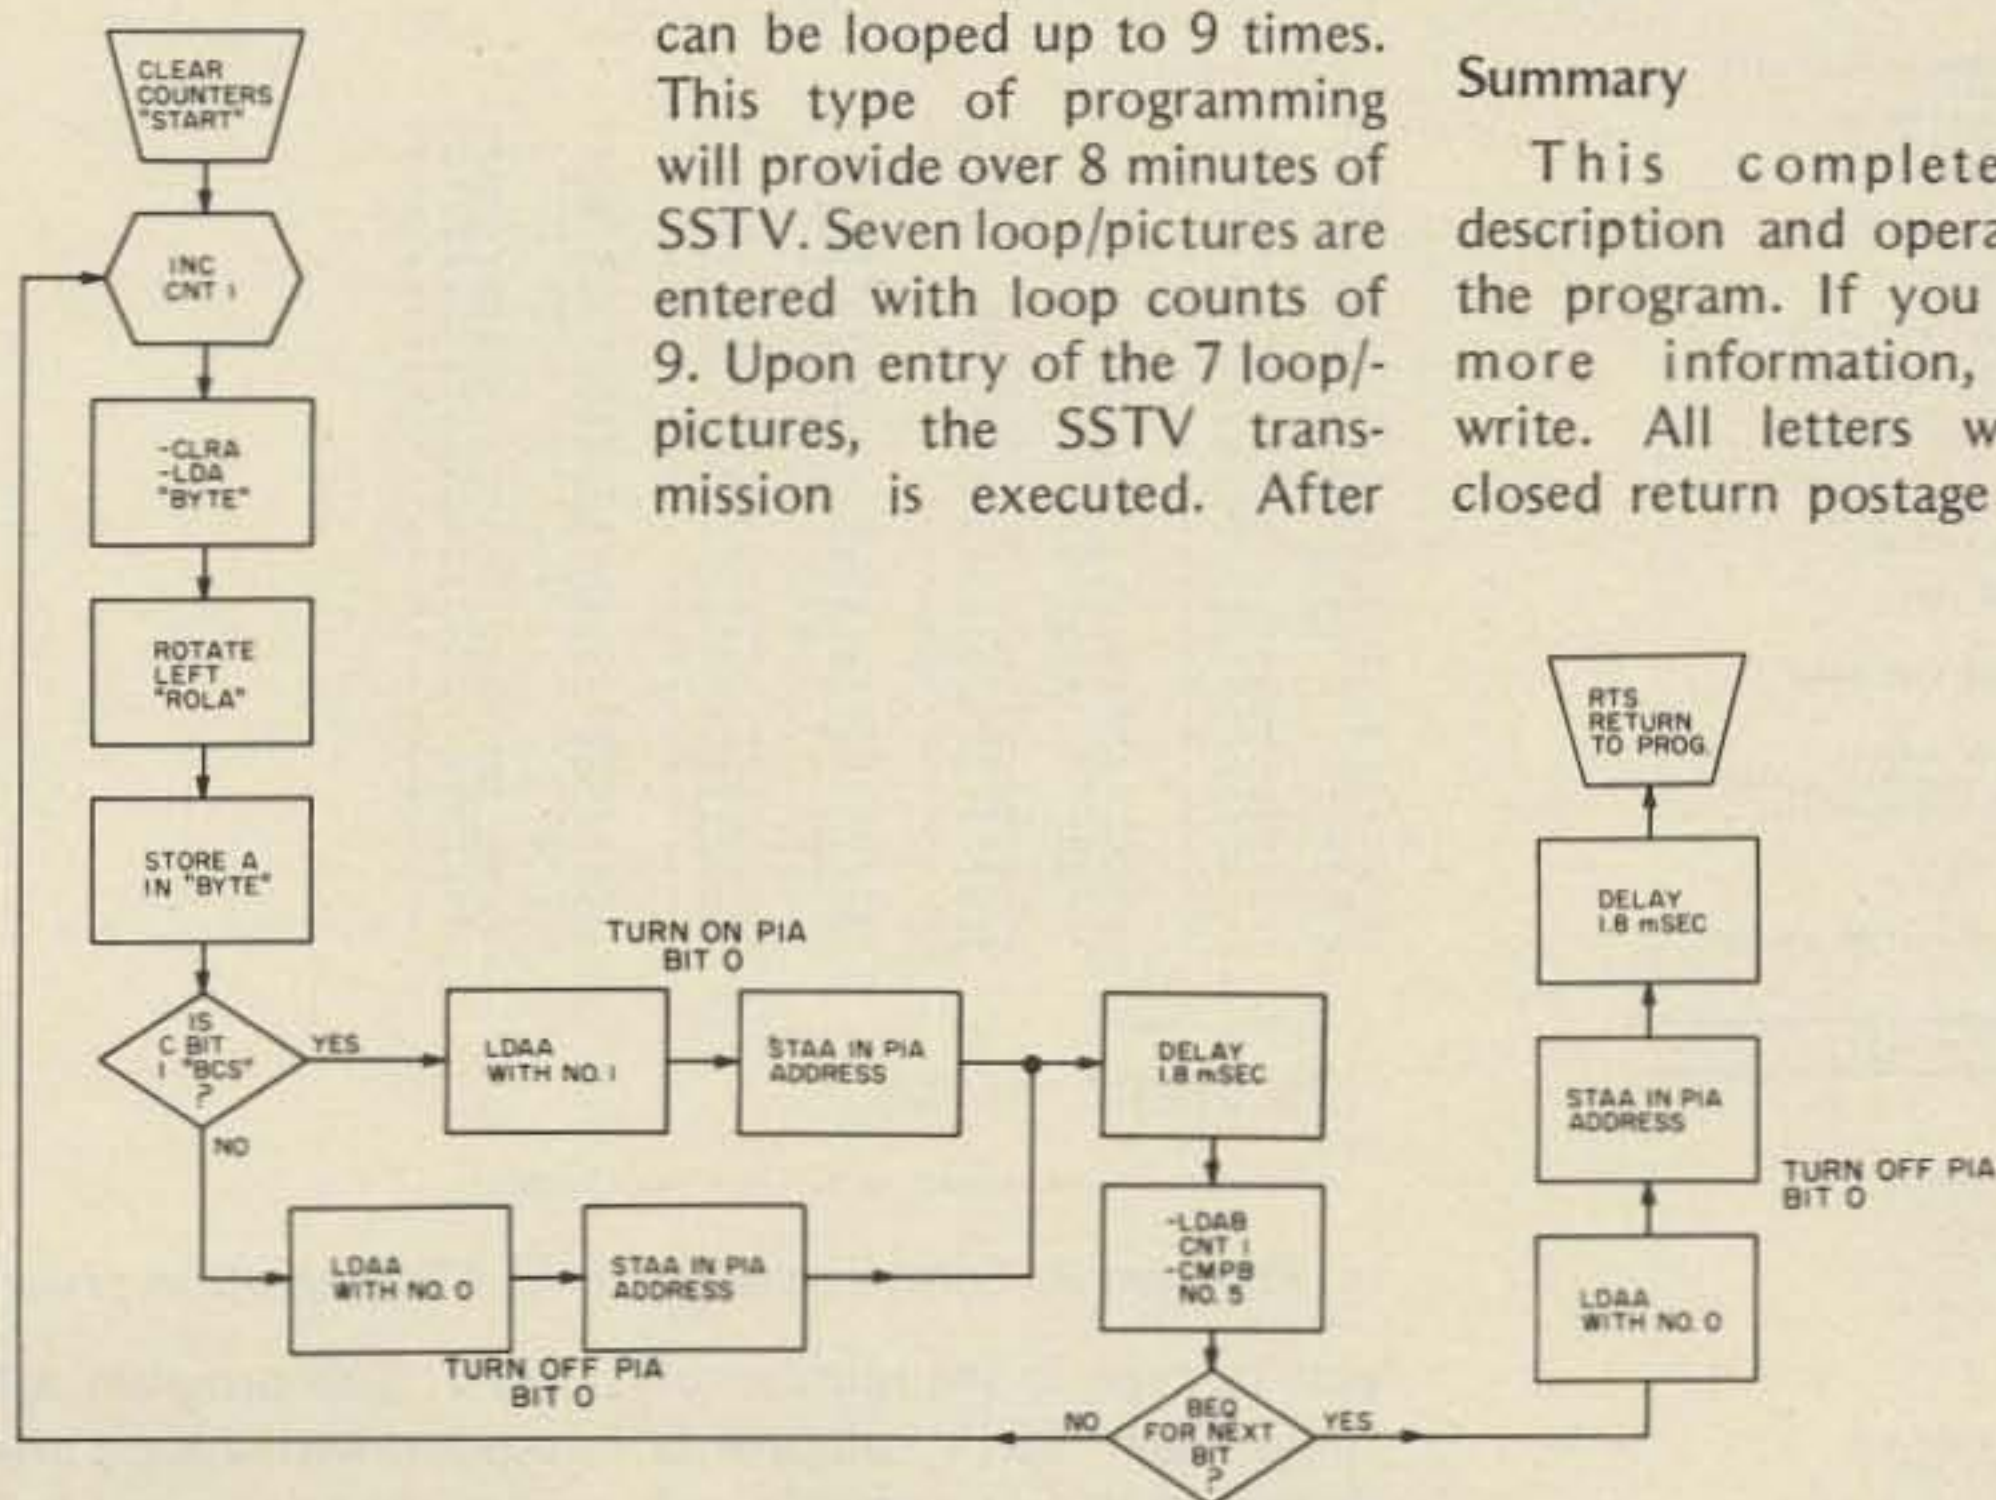 can be looped up to 9 times.
This type of programming
will provide over 8 minutes of
SSTV. Seven loop/pictures are
entered with loop counts of
9. Upon entry of the 7 loop/-
pictures, the SSTV trans-
mission is executed. After
Summary
This complete
description and opera
the program. If you
more information,
write. All letters w
closed return postage
CLEAR
COUNTERS
"START"
INC
CNT 1
-CLRA
-LDA
"BYTE"
ROTATE
LEFT
"ROLA"
STORE A
IN "BYTE"
IS
C BIT
1 "BCS"
?
YES
NO
TURN ON PIA
BIT 0
LDAA
WITH NO. 1
STAA IN PIA
ADDRESS
LDAA
WITH NO. 0
STAA IN PIA
ADDRESS
TURN OFF PIA
BIT 0
DELAY
1.8 mSEC
-LDAB
CNT 1
-CMPB
NO. 5
BEQ
FOR NEXT
BIT
?
NO
YES
LDAA
WITH NO. 0
STAA IN PIA
ADDRESS
TURN OFF PIA
BIT 0
DELAY
1.8 mSEC
RTS
RETURN
TO PROG.